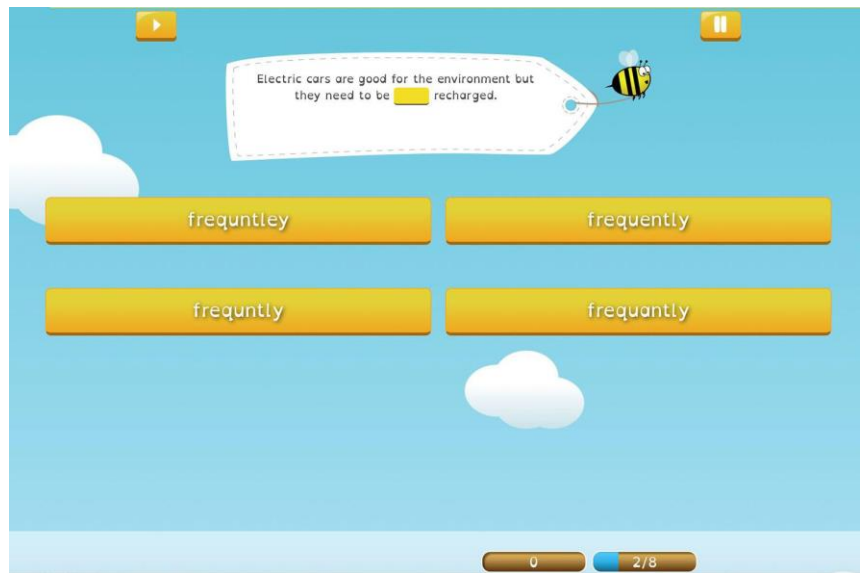 Electric cars are good for the environment but
they need to be recharged.
frequntley
frequently
frequntly
frequantly
0
2/8